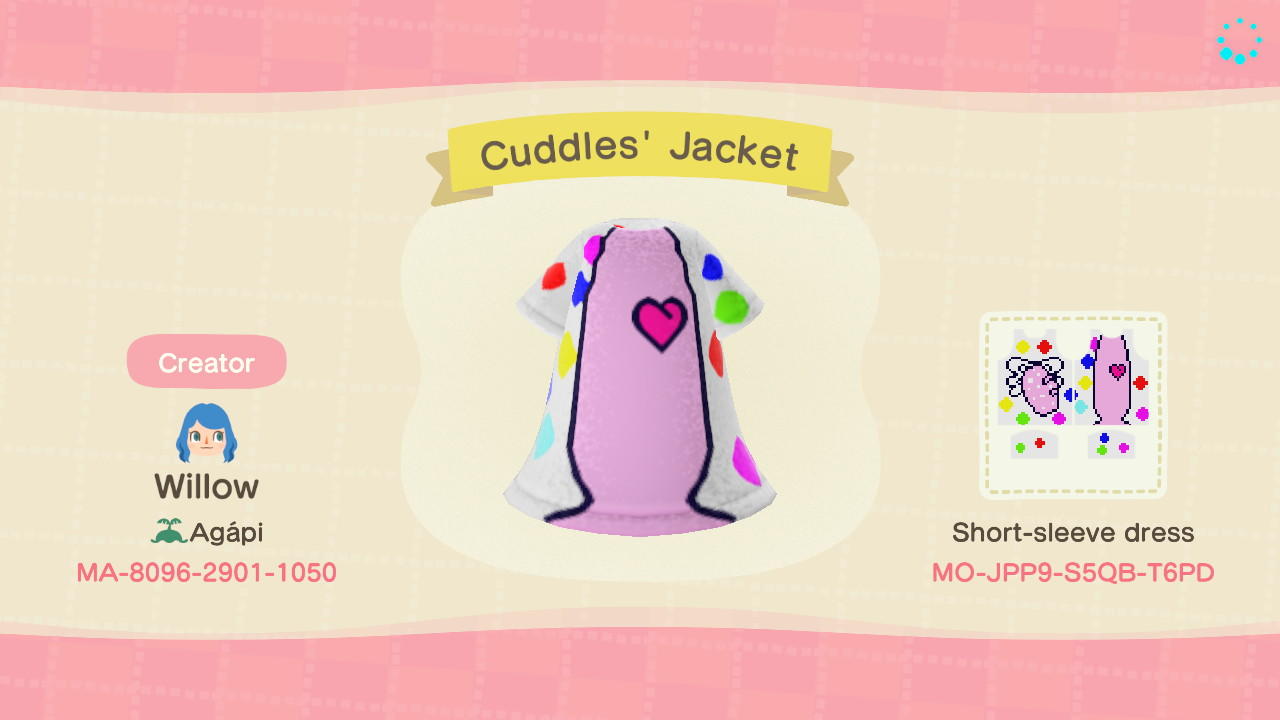 Cuddles' Jacket
Creator
Willow
Agápi
MA-8096-2901-1050
Short-sleeve dress
MO-JPP9-S5QB-T6PD